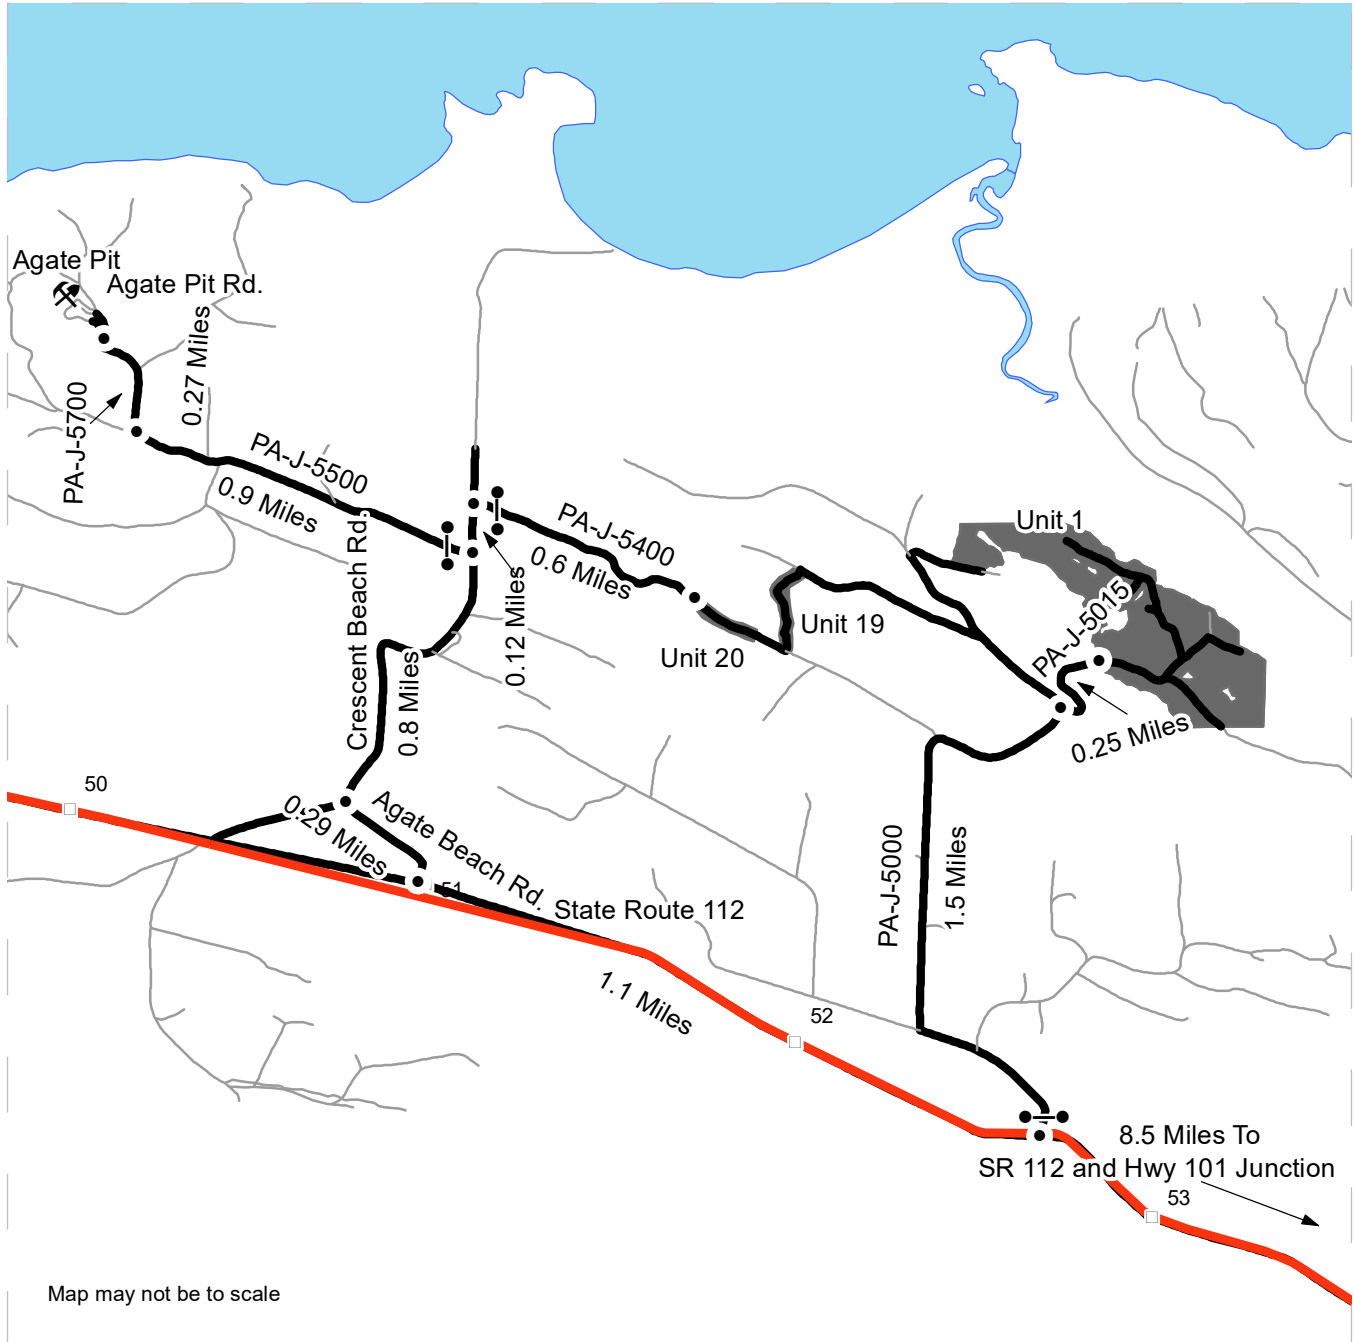 Agate Pit
Agate Pit Rd.
0.27 Miles
PA-J-5700
PA-J-5500
0.9 Miles
Crescent Beach Rd.
PA-J-5400
0.6 Miles
0.12 Miles
Unit 1
PA-J-5015
Unit 19
Unit 20
0.8 Miles
0.25 Miles
50
0.29 Miles
Agate Beach Rd.
51
State Route 112
PA-J-5000
1.5 Miles
1.1 Miles
52
8.5 Miles To
SR 112 and Hwy 101 Junction
53
Map may not be to scale